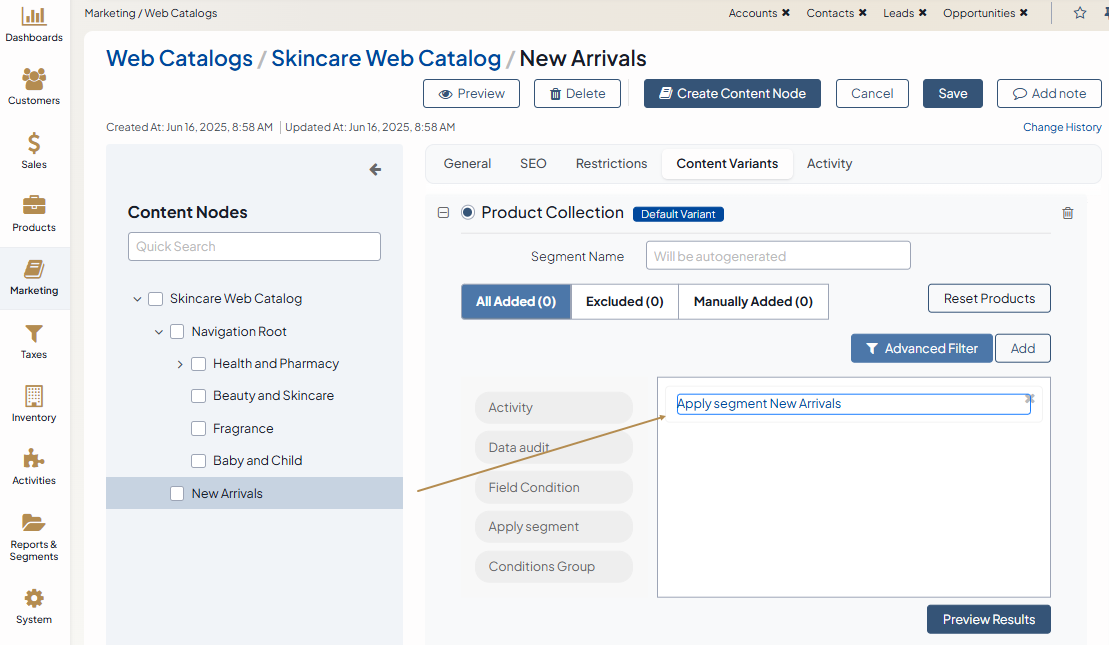 Marketing / Web Catalogs
Accounts ✖ Contacts ✖ Leads ✖ Opportunities ✖
Dashboards
Customers
Sales
Products
Marketing
Taxes
Inventory
Activities
Reports &
Segments
System
Web Catalogs / Skincare Web Catalog / New Arrivals
Preview Delete Create Content Node Cancel Save Add note
Created At: Jun 16, 2025, 8:58 AM | Updated At: Jun 16, 2025, 8:58 AM
Change History
Content Nodes
Quick Search
Skincare Web Catalog
Navigation Root
Health and Pharmacy
Beauty and Skincare
Fragrance
Baby and Child
New Arrivals
General SEO Restrictions Content Variants Activity
Product Collection Default Variant
Segment Name Will be autogenerated
All Added (0) Excluded (0) Manually Added (0) Reset Products
Advanced Filter Add
Activity
Data audit
Field Condition
Apply segment
Conditions Group
Apply segment New Arrivals
Preview Results